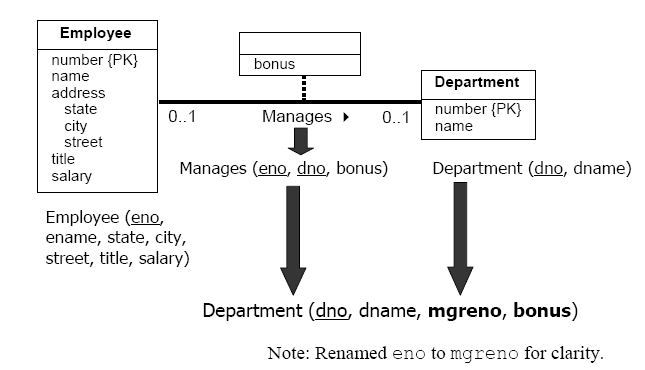 Employee
number {PK}
name
address
state
city
street
title
salary
bonus
Department
number {PK}
name
0..1
Manages
0..1
Manages (eno, dno, bonus)
Department (dno, dname)
Employee (eno,
ename, state, city,
street, title, salary)
Department (dno, dname, mgreno, bonus)
Note: Renamed eno to mgreno for clarity.